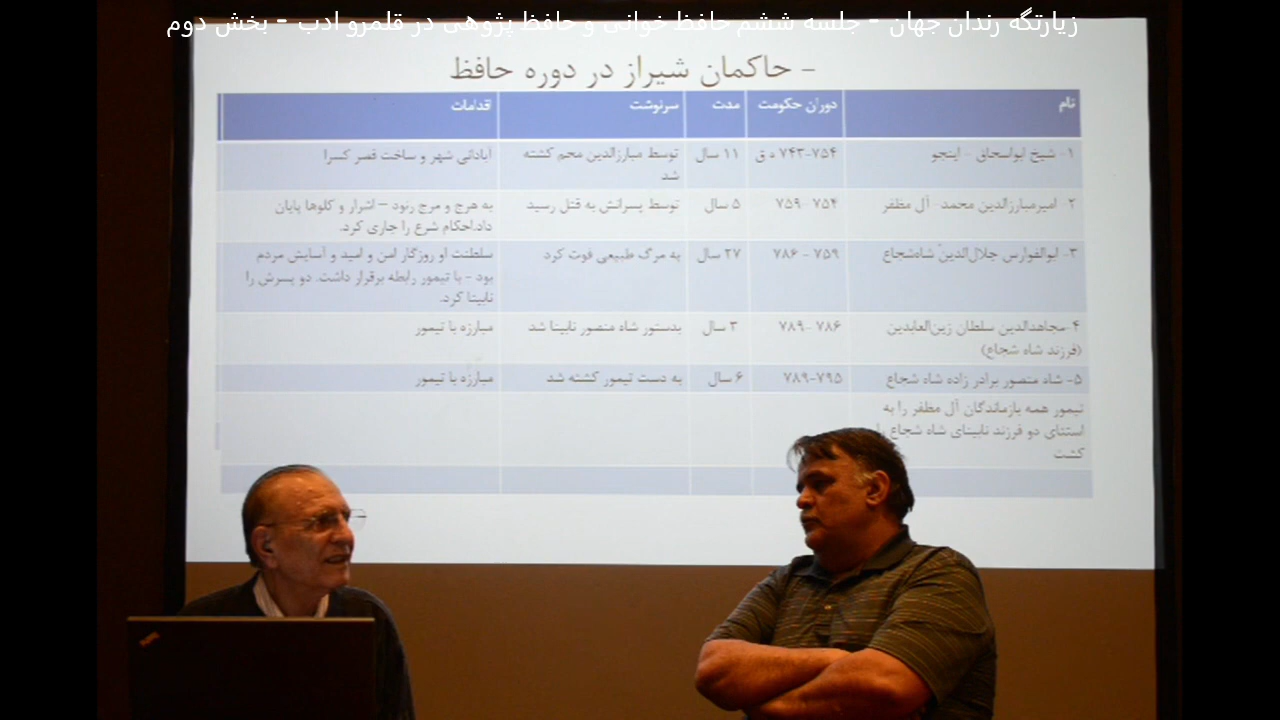 زیارتگه رندان جهان - جلسه ششم حافظ خوانی و حافظ پژوهی در قلمرو ادب - بخش دوم
- حاکمان شیراز در دوره حافظ
نام دوران حکومت مدت سرنوشت اقدامات
۱- شیخ ابواسحاق - اینجو ۷۴۳-۷۵۴ ه ق ۱۱ سال توسط مبارزالدین محم کشته آبادانی شهر و ساخت قصر کسرا
شد
۲- امیرمبارزالدین محمد- آل مظفر ۷۵۴- ۷۵۹ ۵ سال توسط پسرانش به قتل رسید به هرج و مرج رنود – اشرار و کلوها پایان
داد.احکام شرع را جاری کرد.
۳- ابوالفوارس جلال‌الدین شاه‌شجاع ۷۵۹ - ۷۸۶ ۲۷ سال به مرگ طبیعی فوت کرد سلطنت او روزگار امن و امید و آسایش مردم
بود - با تیمور رابطه برقرار داشت. دو پسرش را
نابینا کرد.
۴-مجاهدالدین سلطان زین‌العابدین ۷۸۶ - ۷۸۹ ۳ سال بدستور شاه منصور نابینا شد مبارزه با تیمور
(فرزند شاه شجاع)
۵- شاه منصور برادر زاده شاه شجاع ۷۸۹-۷۹۵ ۶ سال به دست تیمور کشته شد مبارزه با تیمور
تیمور همه بازماندگان آل مظفر را به
استثنای دو فرزند نابینای شاه شجاع را
کشت